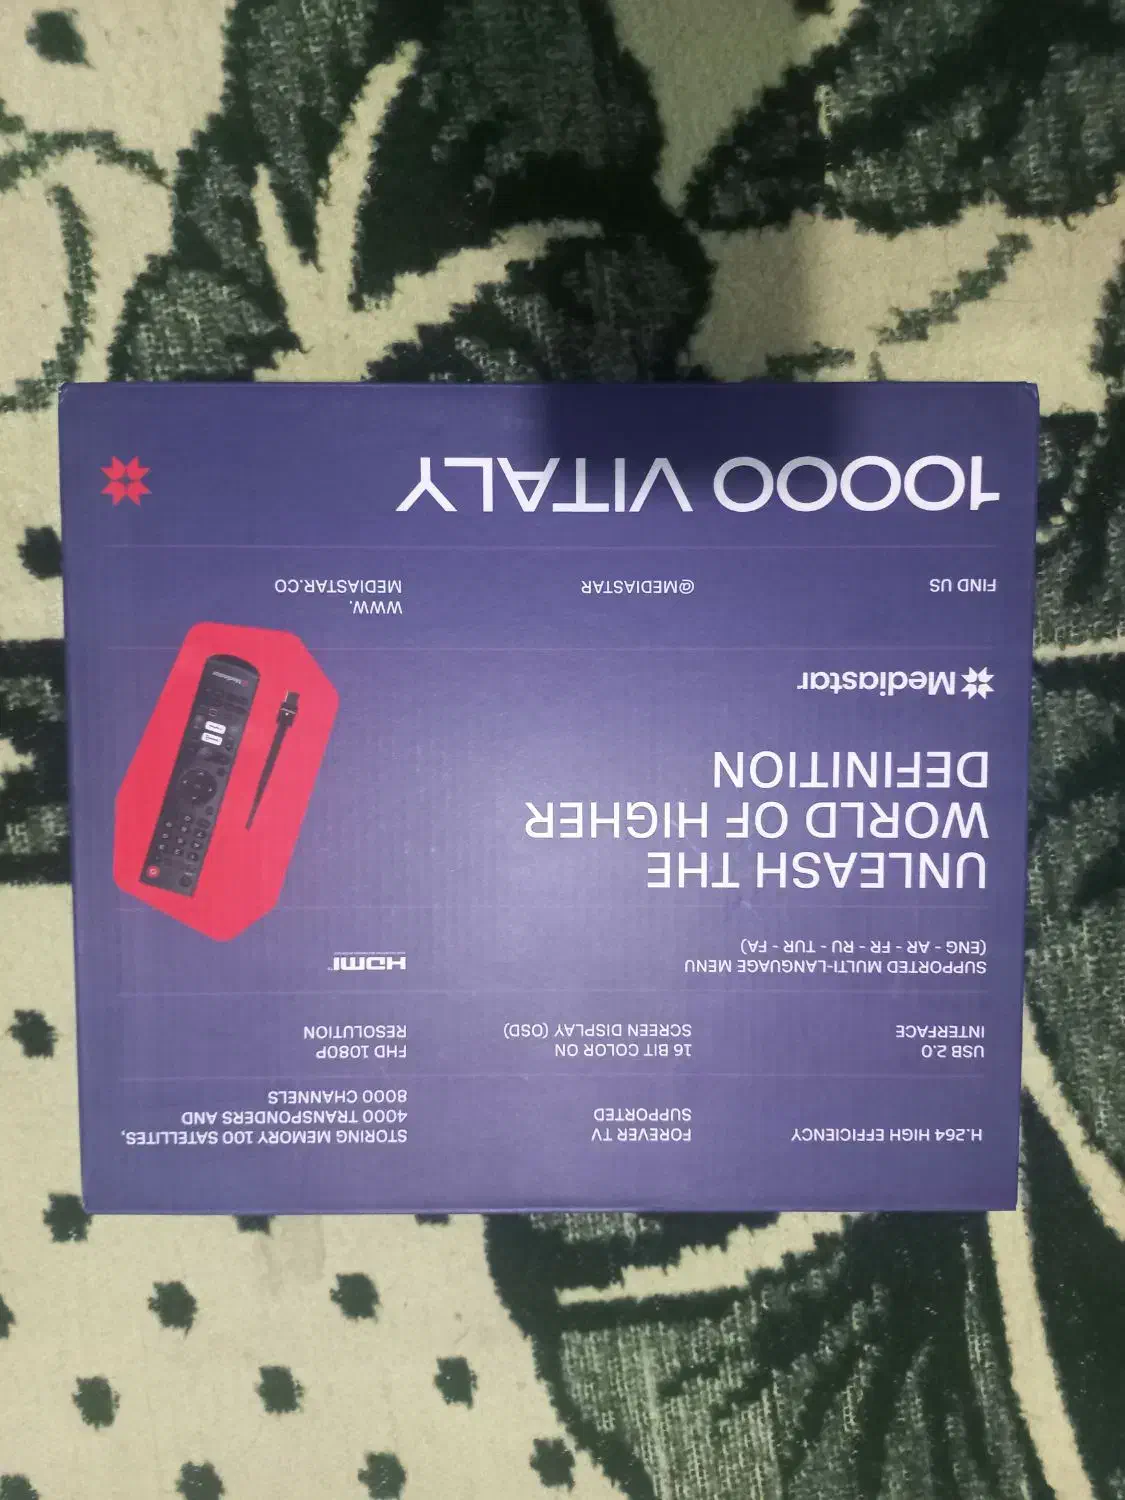 H.264 HIGH EFFICIENCY
FOREVER TV
SUPPORTED
STORING MEMORY 100 SATELLITES,
4000 TRANSPONDERS AND
8000 CHANNELS
USB 2.0
INTERFACE
16 BIT COLOR ON
SCREEN DISPLAY (OSD)
FHD 1080P
RESOLUTION
SUPPORTED MULTI-LANGUAGE MENU
(ENG - AR - FR - RU - TUR - FA)
HDMI
UNLEASH THE
WORLD OF HIGHER
DEFINITION
Mediastar
Mediastar
FIND US
@MEDIASTAR
WWW.
MEDIASTAR.CO
10000 VITALY